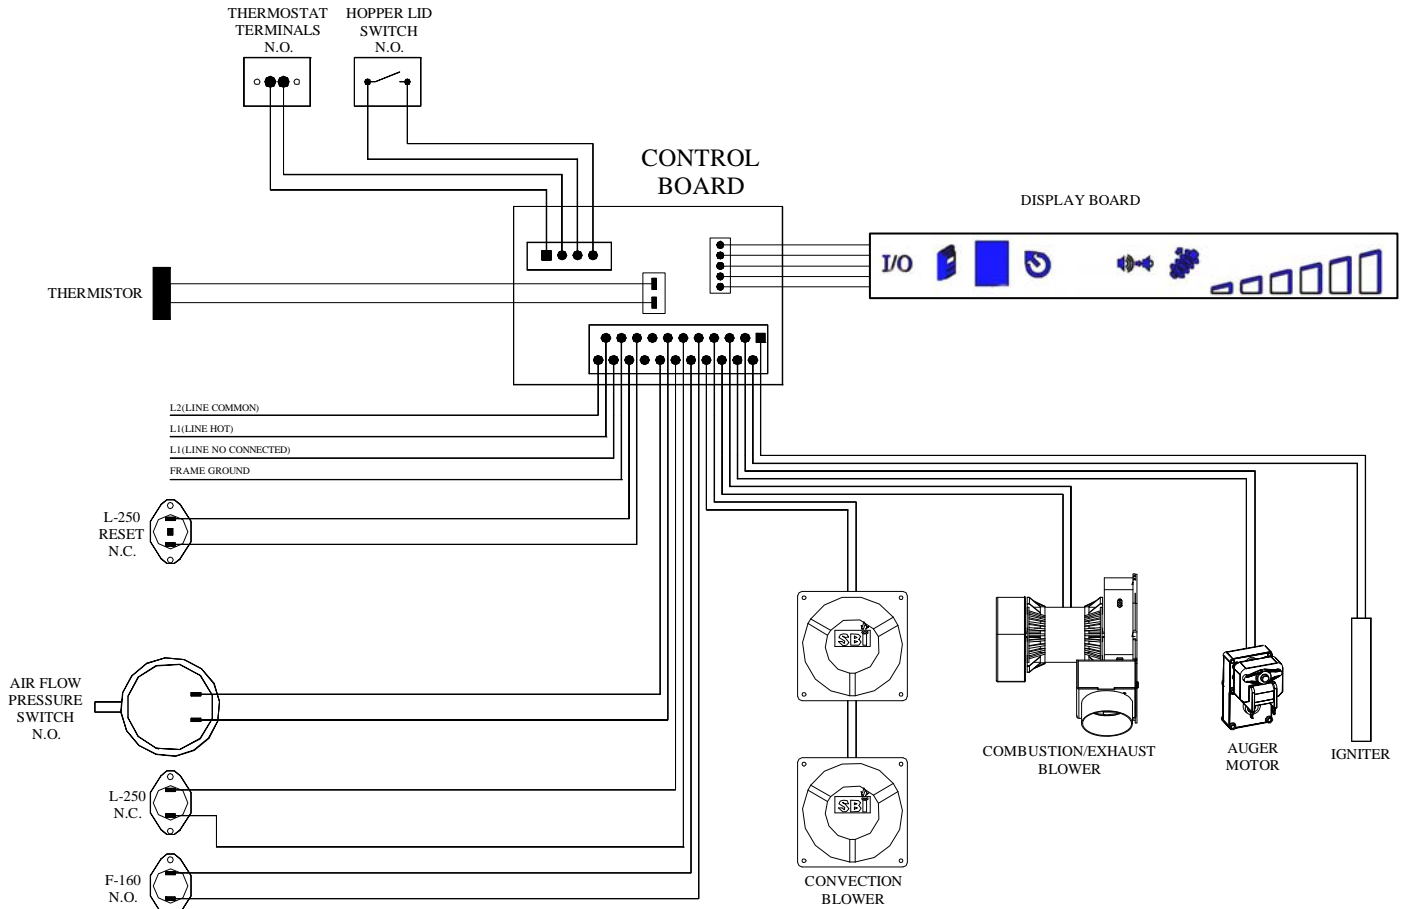 THERMOSTAT
TERMINALS
N.O.
HOPPER LID
SWITCH
N.O.
CONTROL
BOARD
DISPLAY BOARD
I/O
THERMISTOR
L2(LINE COMMON)
L1(LINE HOT)
L1(LINE NO CONNECTED)
FRAME GROUND
L-250
RESET
N.C.
AIR FLOW
PRESSURE
SWITCH
N.O.
L-250
N.C.
F-160
N.O.
SBI
SBI
CONVECTION
BLOWER
COMBUSTION/EXHAUST
BLOWER
AUGER
MOTOR
IGNITER